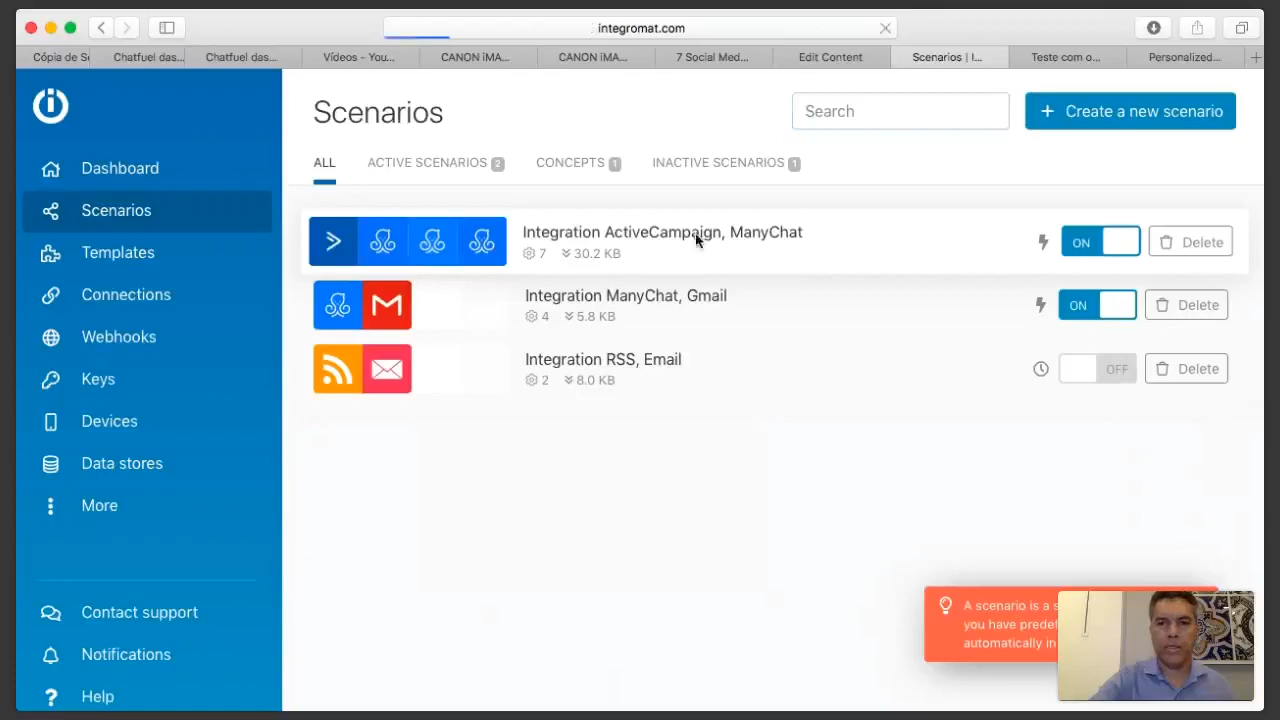 integromat.com
Cópia de S
Chatfuel das...
Chatfuel das...
Vídeos – You...
CANON iMA...
CANON iMA...
7 Social Med...
Edit Content
Scenarios | I...
Teste com o...
Personalized...
Scenarios
Search
+ Create a new scenario
Dashboard
Scenarios
Templates
Connections
Webhooks
Keys
Devices
Data stores
More
Contact support
Notifications
Help
ALL
ACTIVE SCENARIOS 2
CONCEPTS 1
INACTIVE SCENARIOS 1
Integration ActiveCampaign, ManyChat
7 30.2 KB
ON
Delete
Integration ManyChat, Gmail
4 5.8 KB
ON
Delete
Integration RSS, Email
2 8.0 KB
OFF
Delete
A scenario is a s
you have predef
automatically in